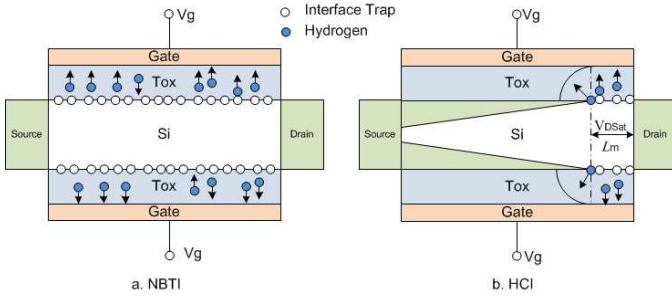 Vg
Interface Trap
Hydrogen
Vg
Gate
Tox
Source
Si
Drain
Tox
Gate
Vg
a. NBTI
Gate
Tox
Source
Si
VDSat
Lm
Drain
Tox
Gate
Vg
b. HCI